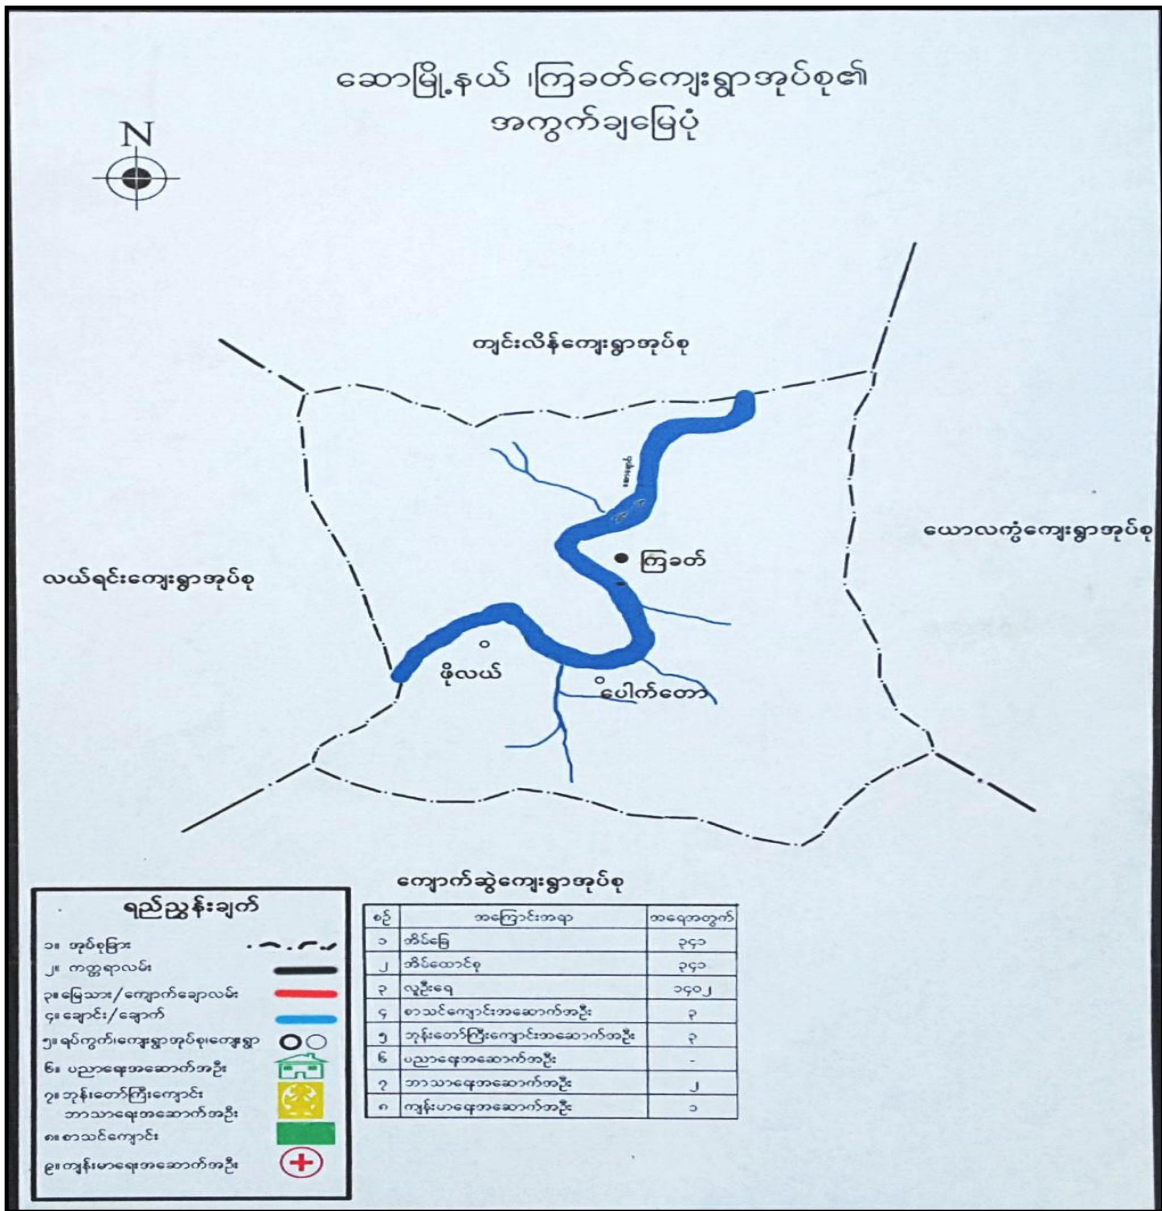 ဆောမြို့နယ် ၊ကြခတ်ကျေးရွာအုပ်စု၏
အကွက်ချမြေပုံ
N
ကျင်းလိန်ကျေးရွာအုပ်စု
ယောလကွံကျေးရွာအုပ်စု
ကြခတ်
လယ်ရင်းကျေးရွာအုပ်စု
ဖိုလယ်
ပေါက်တော
ကျောက်ဆွဲကျေးရွာအုပ်စု
ရည်ညွှန်းချက်
၁။ အုပ်စုခြား
၂။ ကတ္တရာလမ်း
၃။မြေသား/ကျောက်ချောလမ်း
၄။ချောင်း/ချောက်
၅။ရပ်ကွက်၊ကျေးရွာအုပ်စု၊ကျေးရွာ
၆။ ပညာရေးအဆောက်အဦး
၇။ဘုန်းတော်ကြီးကျောင်း
ဘာသာရေးအဆောက်အဦး
၈။စာသင်ကျောင်း
၉။ကျန်းမာရေးအဆောက်အဦး
စဉ် အကြောင်းအရာ အရေအတွက်
၁ အိပ်ခြေ ၃၄၁
၂ အိပ်ထောင်စု ၃၄၁
၃ လူဦးရေ ၁၄၀၂
၄ စာသင်ကျောင်းအဆောက်အဦး ၃
၅ ဘုန်းတော်ကြီးကျောင်းအဆောက်အဦး ၃
၆ ပညာရေးအဆောက်အဦး -
၇ ဘာသာရေးအဆောက်အဦး ၂
၈ ကျန်းမာရေးအဆောက်အဦး ၁